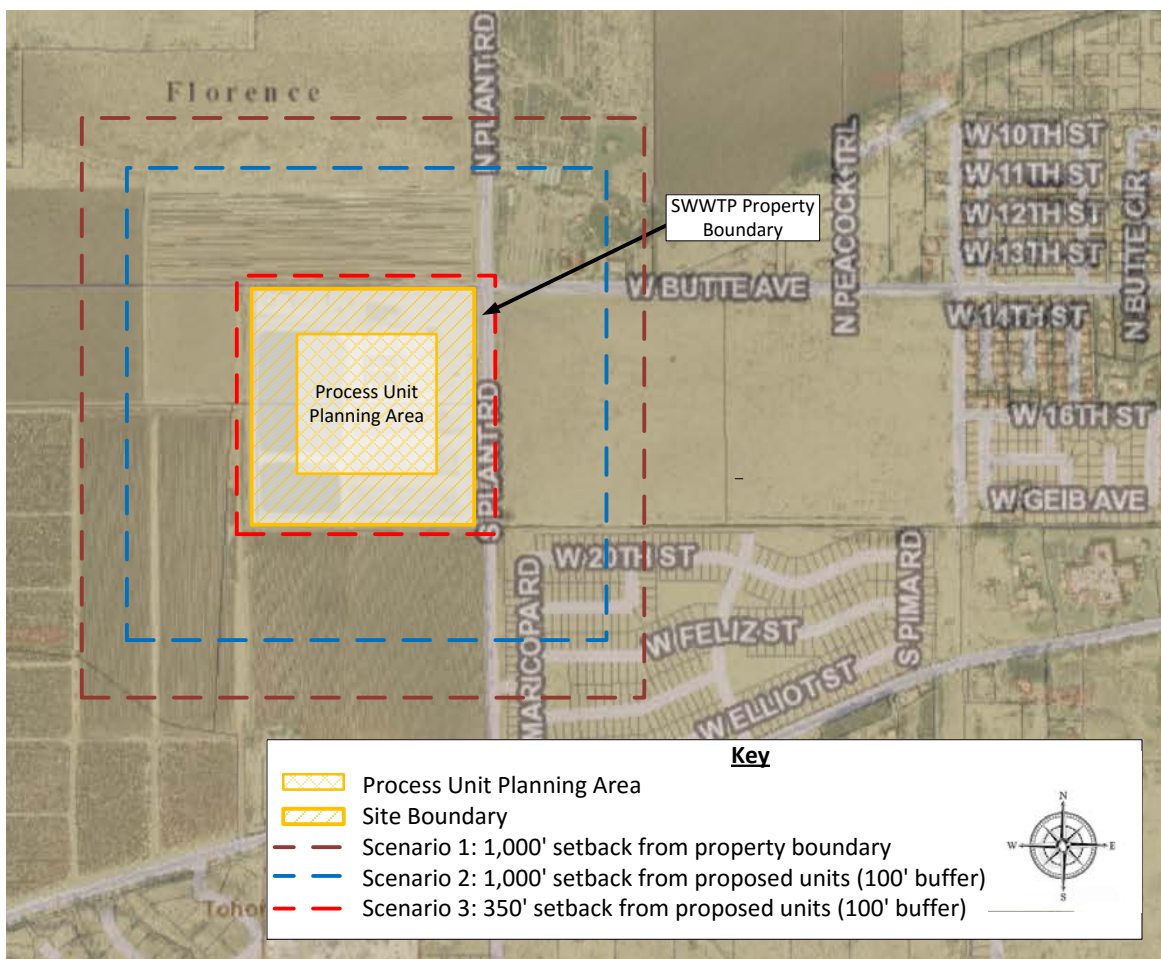 Florence
N PLANT RD
N PEACOCK TRL
W 10TH ST
W 11TH ST
W 12TH ST
W 13TH ST
N BUTTE CIR
SWWTP Property
Boundary
W BUTTE AVE
W 14TH ST
Process Unit
Planning Area
S PLANT RD
W 16TH ST
W GEIB AVE
W 20TH ST
MARICOPA RD
W FELIZ ST
S PIMA RD
W ELLIOT ST
Key
Process Unit Planning Area
Site Boundary
Scenario 1: 1,000' setback from property boundary
Scenario 2: 1,000' setback from proposed units (100' buffer)
Scenario 3: 350' setback from proposed units (100' buffer)
N
W
E
S